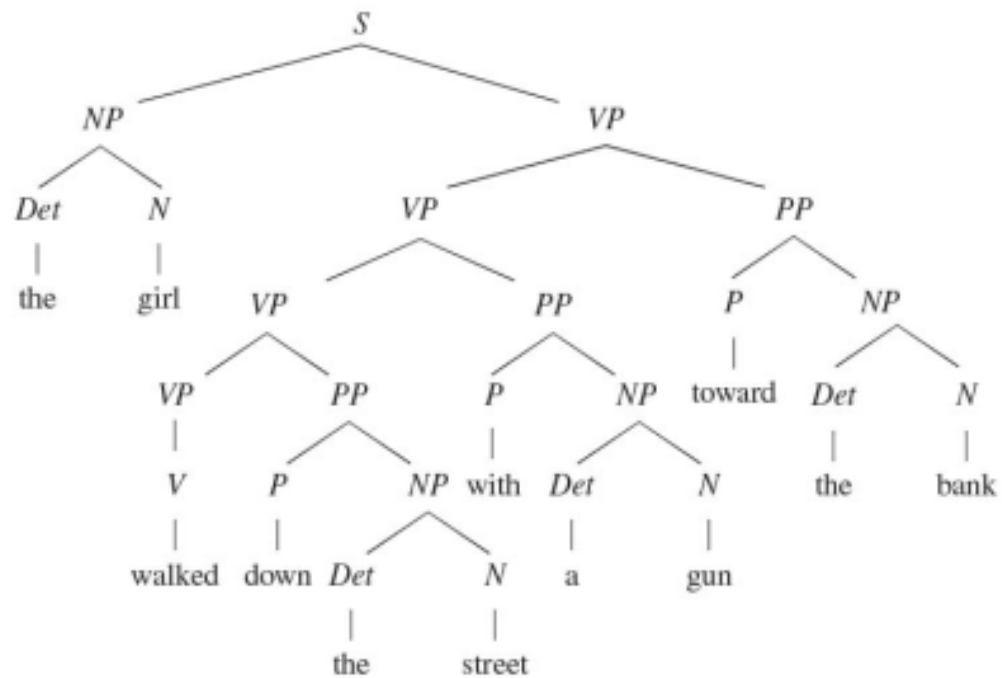 S
NP VP
Det N VP PP
the girl VP PP P NP
VP PP P NP toward Det N
V P NP with Det N the bank
walked down Det N a gun
the street